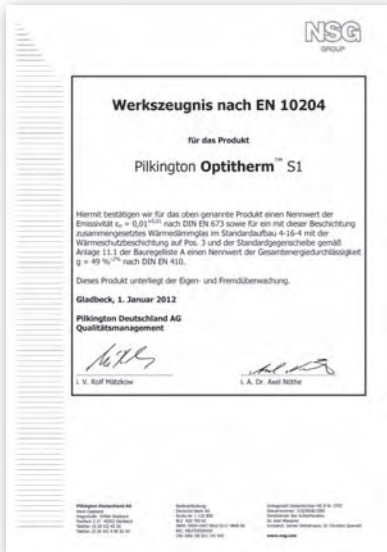 NSG
GROUP
Werkszeugnis nach EN 10204
für das Produkt
Pilkington Optitherm™ S1
Hiermit bestätigen wir für das oben genannte Produkt einen Nennwert der
Emissivität εn = 0,01 nach DIN EN 673 sowie für ein mit dieser Beschichtung
zusammengesetztes Wärmedämmglas im Standardaufbau 4-16-4 mit der
Wärmeschutzbeschichtung auf Pos. 3 und der Standardgegenscheibe gemäß
Anlage 11.1 der Bauregelliste A einen Nennwert der Gesamtenergiedurchlässigkeit
g = 49 % nach DIN EN 410.
Dieses Produkt unterliegt der Eigen- und Fremdüberwachung.
Gladbeck, 1. Januar 2012
Pilkington Deutschland AG
Qualitätsmanagement
i. V. Rolf Mätzkow
i. A. Dr. Axel Nöthe
Pilkington Deutschland AG
www.nsg.com